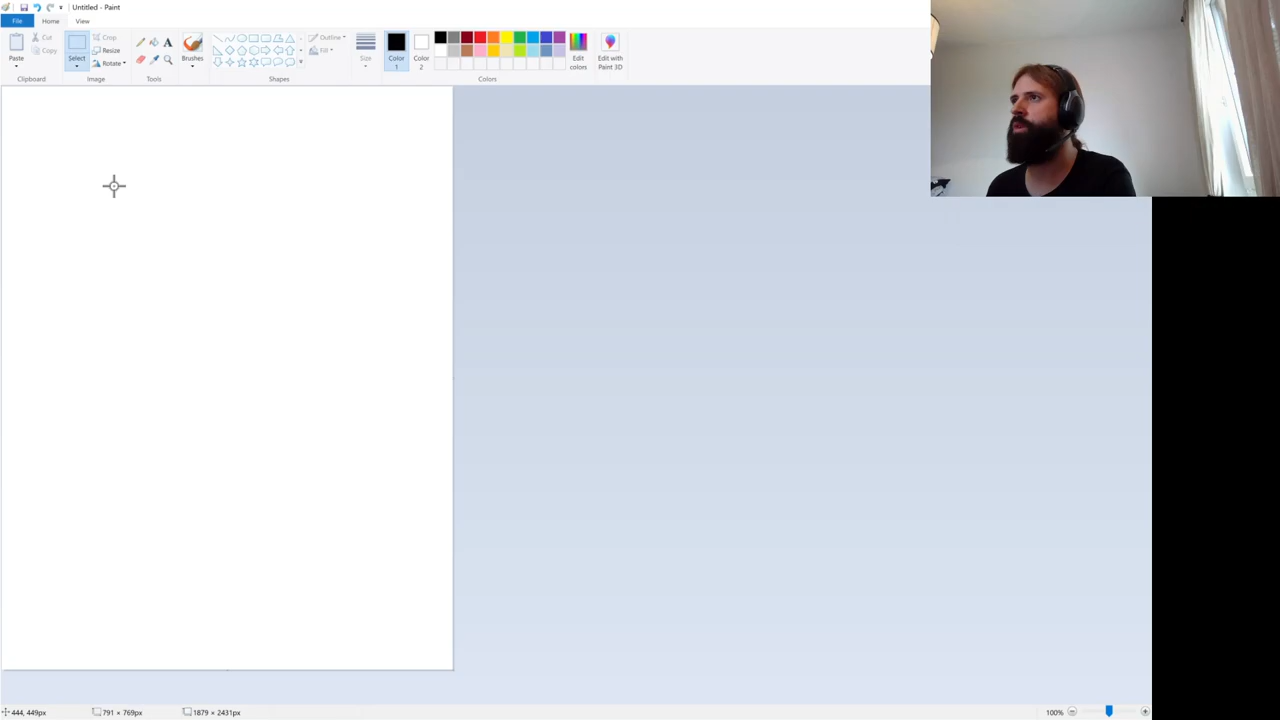 Untitled - Paint
File Home View
Paste Cut Copy
Clipboard
Select Crop Resize Rotate
Image
Tools
Brushes
Shapes
Outline
Fill
Size
Color 1
Color 2
Colors
Edit colors
Edit with Paint 3D
444, 449px
791 × 769px
1879 × 2431px
100%